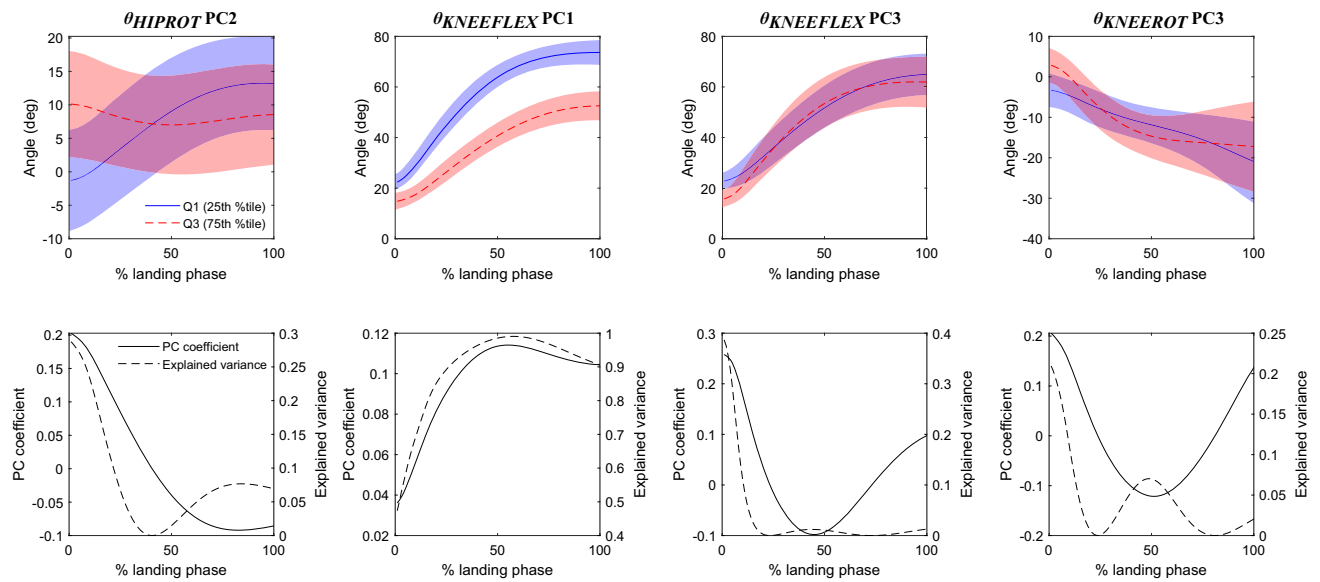 θHIPROT PC2
20
15
10
5
0
-5
-10
Angle (deg)
Q1 (25th %tile)
Q3 (75th %tile)
0 50 100
% landing phase
θKNEEFLEX PC1
80
60
40
20
0
Angle (deg)
0 50 100
% landing phase
θKNEEFLEX PC3
80
60
40
20
0
Angle (deg)
0 50 100
% landing phase
θKNEEROT PC3
10
0
-10
-20
-30
-40
Angle (deg)
0 50 100
% landing phase
0.2
0.15
0.1
0.05
0
-0.05
-0.1
PC coefficient
PC coefficient
Explained variance
0.3
0.25
0.2
0.15
0.1
0.05
0
Explained variance
0 50 100
% landing phase
0.12
0.1
0.08
0.06
0.04
0.02
PC coefficient
1
0.9
0.8
0.7
0.6
0.5
0.4
Explained variance
0 50 100
% landing phase
0.3
0.2
0.1
0
-0.1
PC coefficient
0.4
0.3
0.2
0.1
0
Explained variance
0 50 100
% landing phase
0.2
0.1
0
-0.1
-0.2
PC coefficient
0.25
0.2
0.15
0.1
0.05
0
Explained variance
0 50 100
% landing phase